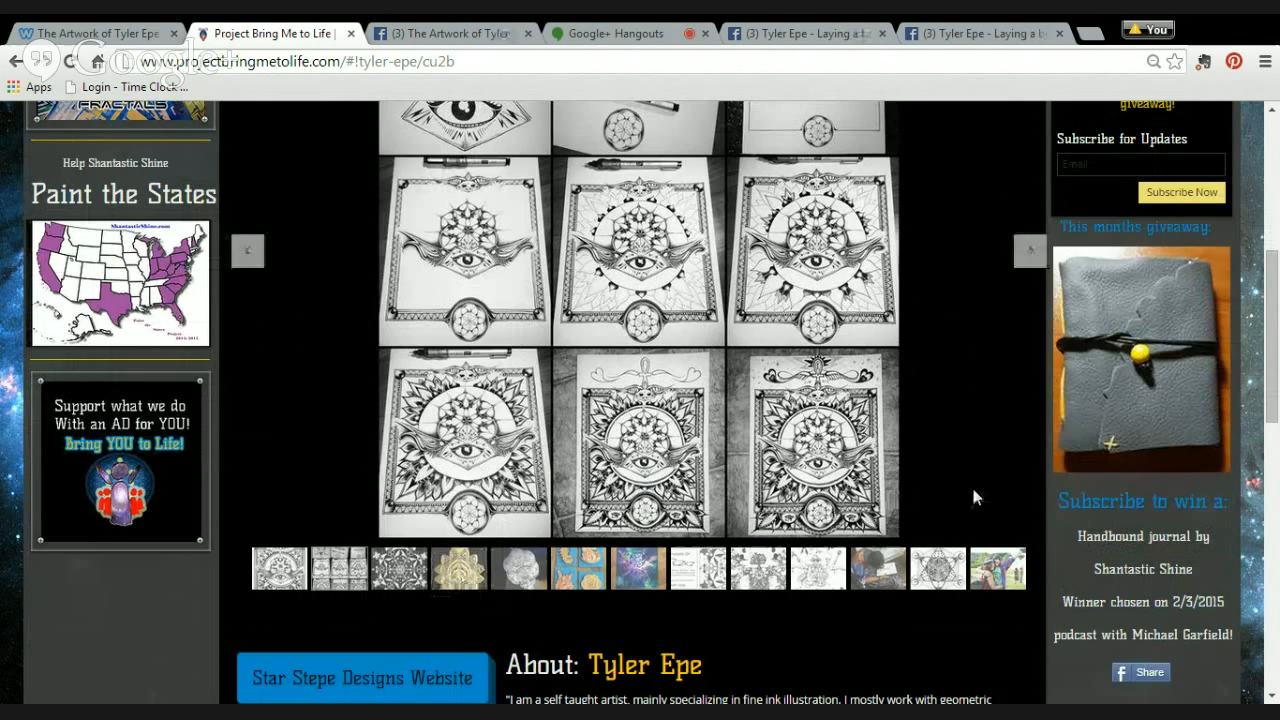 The Artwork of Tyler Epe
Project Bring Me to Life |
(3) The Artwork of Tyler
Google+ Hangouts
(3) Tyler Epe - Laying a
(3) Tyler Epe - Laying a b
You
Google+
www.projectbringmetolife.com/#!tyler-epe/cu2b
Apps
Login - Time Clock ...
FRACTALS
Help Shantastic Shine
Paint the States
ShantasticShine.com
Support what we do
With an AD for YOU!
Bring YOU to Life!
giveaway!
Subscribe for Updates
Email
Subscribe Now
This months giveaway:
Subscribe to win a:
Handbound journal by
Shantastic Shine
Winner chosen on 2/3/2015
podcast with Michael Garfield!
Share
Star Stepe Designs Website
About: Tyler Epe
"I am a self taught artist, mainly specializing in fine ink illustration. I mostly work with geometric